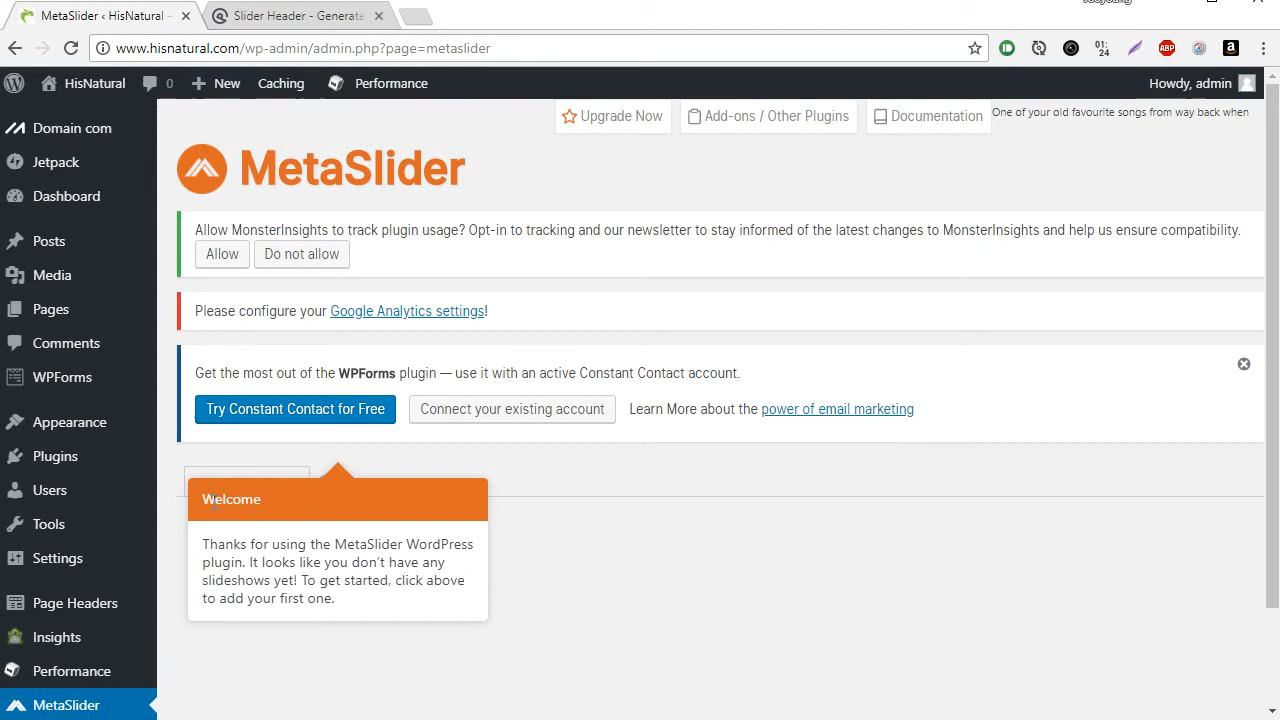 MetaSlider ‹ HisNatural –
Slider Header - Generate
www.hisnatural.com/wp-admin/admin.php?page=metaslider
01:
24
ABP
HisNatural
0
New
Caching
Performance
Howdy, admin
Upgrade Now
Add-ons / Other Plugins
Documentation
One of your old favourite songs from way back when
Domain com
Jetpack
Dashboard
Posts
Media
Pages
Comments
WPForms
Appearance
Plugins
Users
Tools
Settings
Page Headers
Insights
Performance
MetaSlider
MetaSlider
Allow MonsterInsights to track plugin usage? Opt-in to tracking and our newsletter to stay informed of the latest changes to MonsterInsights and help us ensure compatibility.
Allow
Do not allow
Please configure your Google Analytics settings!
Get the most out of the WPForms plugin — use it with an active Constant Contact account.
Try Constant Contact for Free
Connect your existing account
Learn More about the power of email marketing
Welcome
Thanks for using the MetaSlider WordPress
plugin. It looks like you don't have any
slideshows yet! To get started, click above
to add your first one.